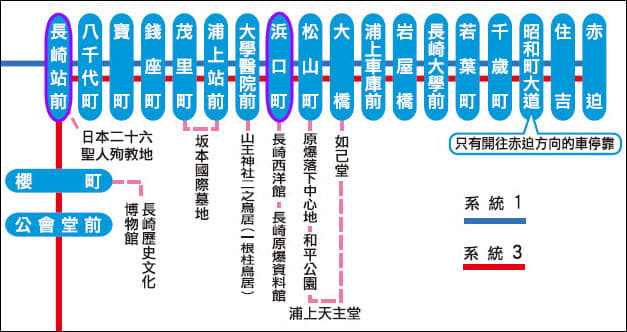 長崎站前
八千代町
寶町
錢座町
茂里町
浦上站前
大學醫院前
浜口町
松山町
大橋
浦上車庫前
岩屋橋
長崎大學前
若葉町
千歲町
昭和町大道
住吉
赤迫
只有開往赤迫方向的車停靠
日本二十六
聖人殉教地
坂本國際墓地
山王神社二之鳥居(一根柱鳥居)
長崎西洋館
長崎原爆資料館
原爆落下中心地
和平公園
如己堂
浦上天主堂
櫻町
公會堂前
長崎歷史文化
博物館
系統1
系統3